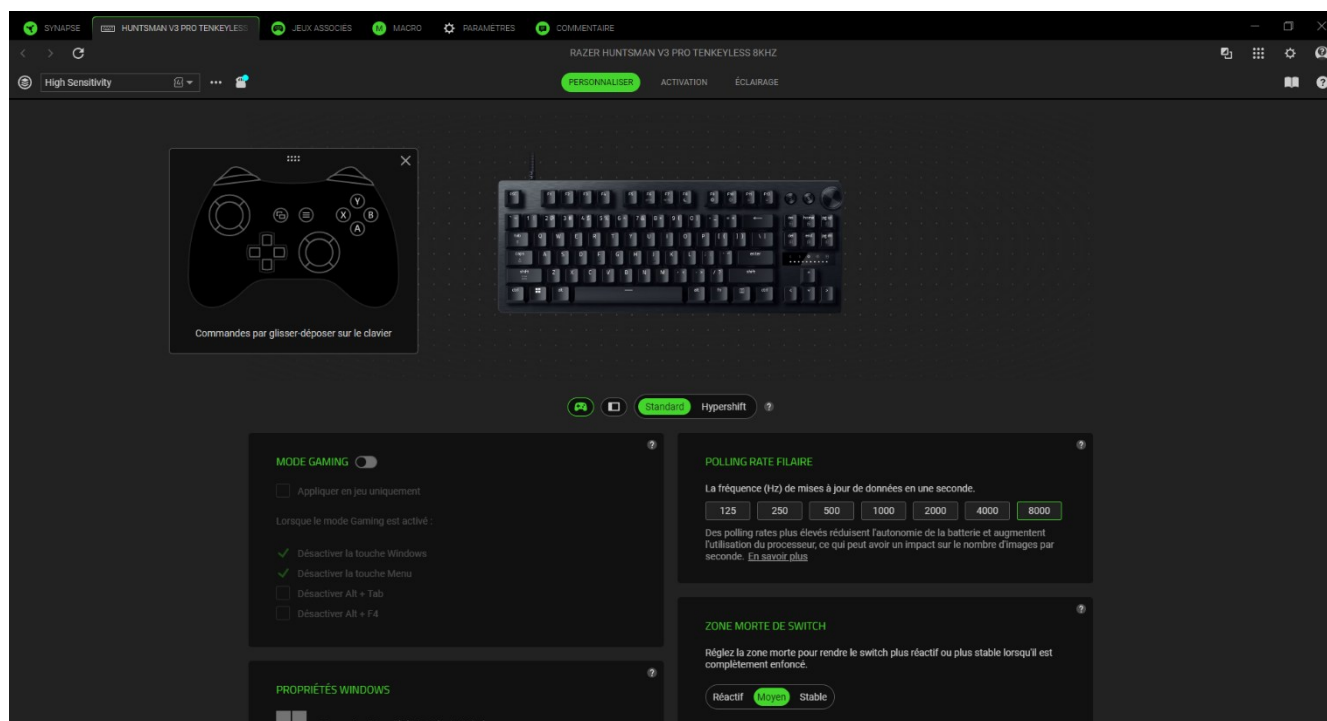 SYNAPSE
HUNTSMAN V3 PRO TENKEYLESS
JEUX ASSOCIÉS
MACRO
PARAMÈTRES
COMMENTAIRE
RAZER HUNTSMAN V3 PRO TENKEYLESS 8KHZ
High Sensitivity
PERSONNALISER
ACTIVATION
ÉCLAIRAGE
Y
X B
A
Commandes par glisser-déposer sur le clavier
Standard
Hypershift
MODE GAMING
Appliquer en jeu uniquement
Lorsque le mode Gaming est activé :
Désactiver la touche Windows
Désactiver la touche Menu
Désactiver Alt + Tab
Désactiver Alt + F4
PROPRIÉTÉS WINDOWS
POLLING RATE FILAIRE
La fréquence (Hz) de mises à jour de données en une seconde.
125 250 500 1000 2000 4000 8000
Des polling rates plus élevés réduisent l'autonomie de la batterie et augmentent
l'utilisation du processeur, ce qui peut avoir un impact sur le nombre d'images par
seconde. En savoir plus
ZONE MORTE DE SWITCH
Réglez la zone morte pour rendre le switch plus réactif ou plus stable lorsqu'il est
complètement enfoncé.
Réactif Moyen Stable